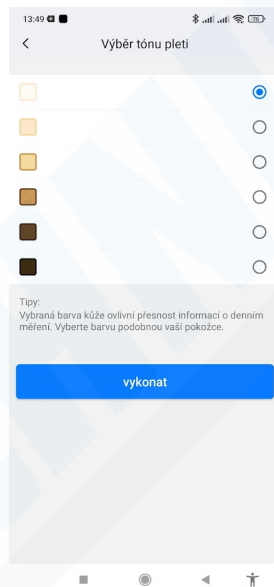 13:49
76
Výběr tónu pleti
Tipy:
Vybraná barva kůže ovlivní přesnost informací o denním
měření. Vyberte barvu podobnou vaší pokožce.
vykonat